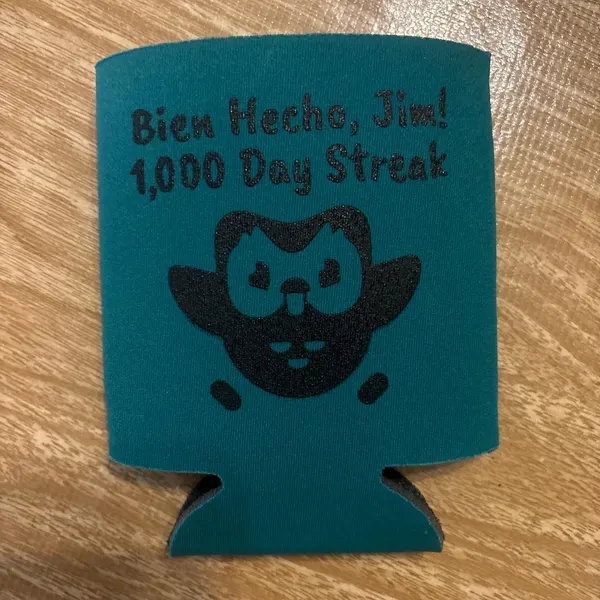 Bien Hecho, Jim!
1,000 Day Streak